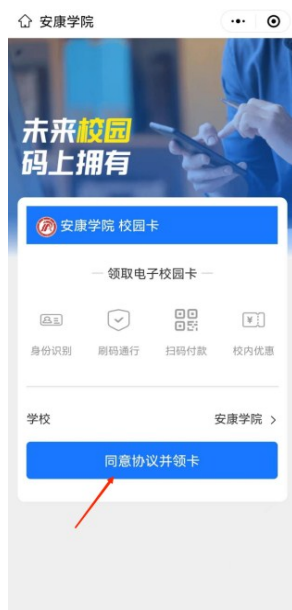 安康学院
未来校园
码上拥有
安康学院 校园卡
领取电子校园卡
身份识别 刷码通行 扫码付款 校内优惠
学校 安康学院 >
同意协议并领卡